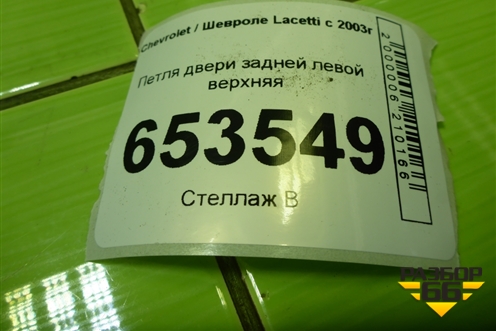 Chevrolet / Шевроле Lacetti с 2003г
Петля двери задней левой
верхняя
653549
Стеллаж В
2000006210166
РАЗБОР
66